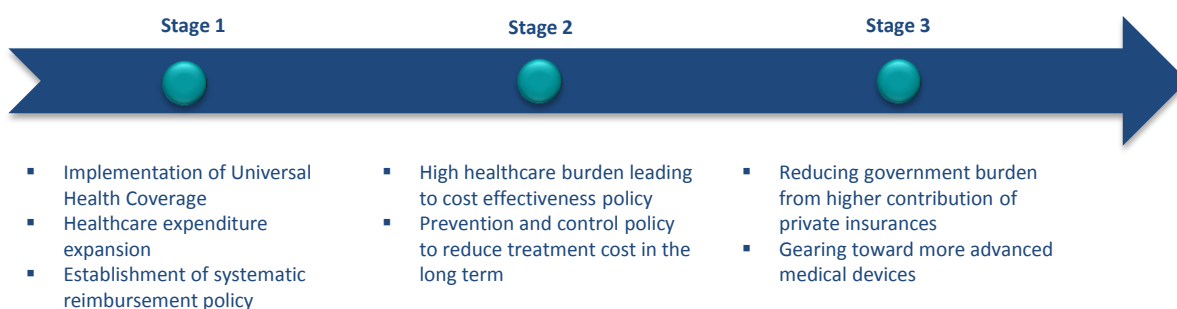 Stage 1
Stage 2
Stage 3
▪ Implementation of Universal
Health Coverage
▪ Healthcare expenditure
expansion
▪ Establishment of systematic
reimbursement policy
▪ High healthcare burden leading
to cost effectiveness policy
▪ Prevention and control policy
to reduce treatment cost in the
long term
▪ Reducing government burden
from higher contribution of
private insurances
▪ Gearing toward more advanced
medical devices